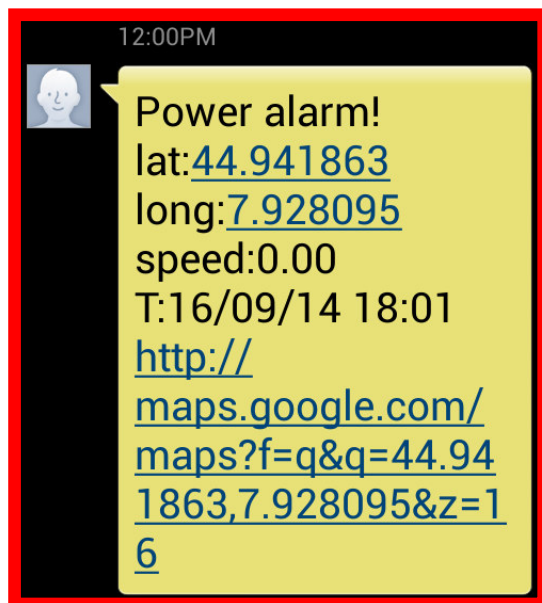 12:00PM
Power alarm!
lat:44.941863
long:7.928095
speed:0.00
T:16/09/14 18:01
http://
maps.google.com/
maps?f=q&q=44.94
1863,7.928095&z=1
6